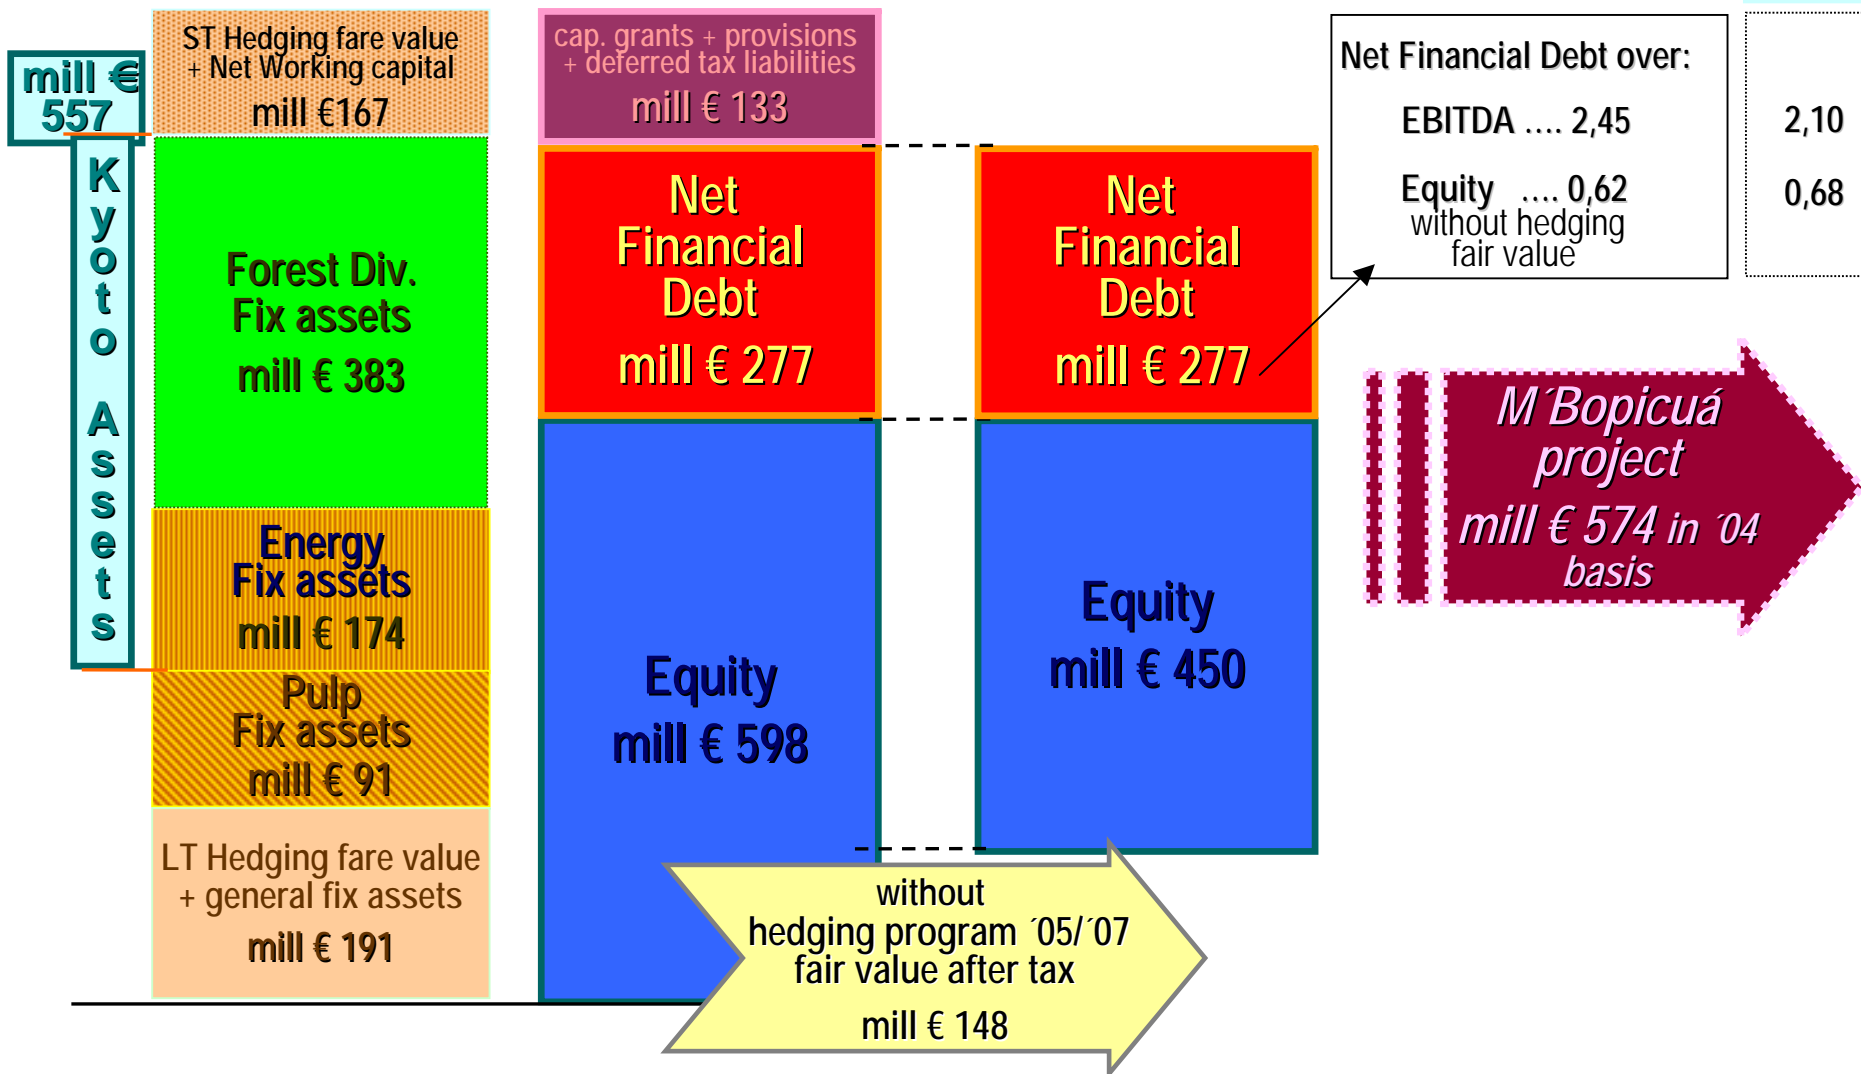 mill €
557
Kyoto Assets
ST Hedging fare value
+ Net Working capital
mill €167
Forest Div.
Fix assets
mill € 383
Energy
Fix assets
mill € 174
Pulp
Fix assets
mill € 91
LT Hedging fare value
+ general fix assets
mill € 191
cap. grants + provisions
+ deferred tax liabilities
mill € 133
Net
Financial
Debt
mill € 277
Equity
mill € 598
Net
Financial
Debt
mill € 277
Equity
mill € 450
without
hedging program ´05/´07
fair value after tax
mill € 148
Net Financial Debt over:
EBITDA .... 2,45
Equity .... 0,62
without hedging
fair value
2,10
0,68
M´Bopicuá
project
mill € 574 in ´04
basis